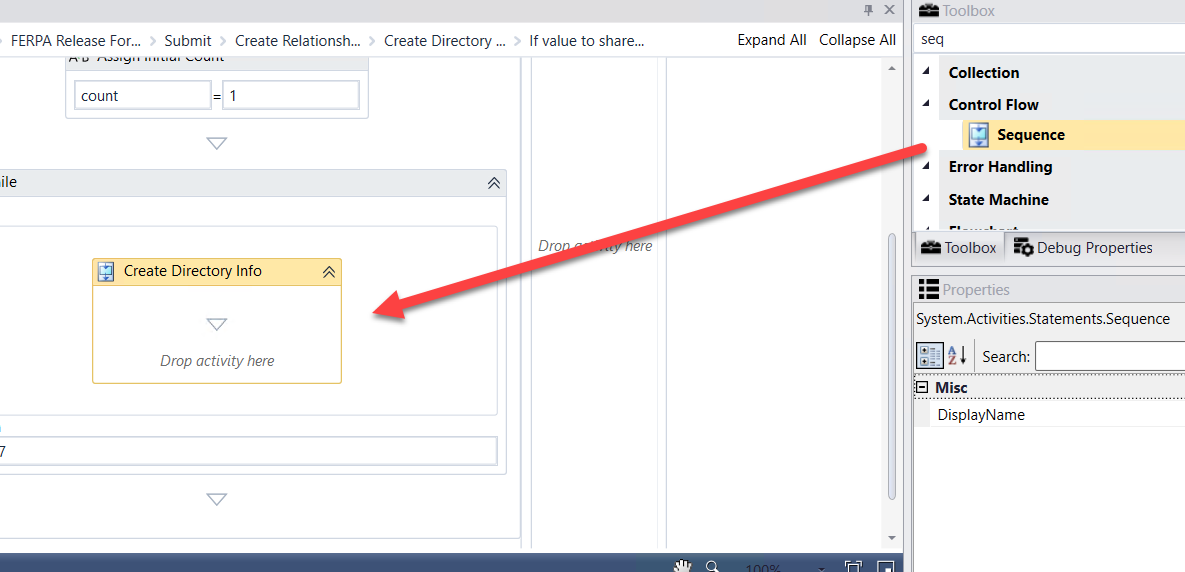 Toolbox
FERPA Release For... > Submit > Create Relationsh... > Create Directory ... > If value to share...
Expand All Collapse All
seq
A*B Assign Initial Count
count = 1
Collection
Control Flow
Sequence
Error Handling
State Machine
Flowchart
ile
Drop activity here
Toolbox Debug Properties
Create Directory Info
Drop activity here
Properties
System.Activities.Statements.Sequence
Search:
Misc
DisplayName
7
100%